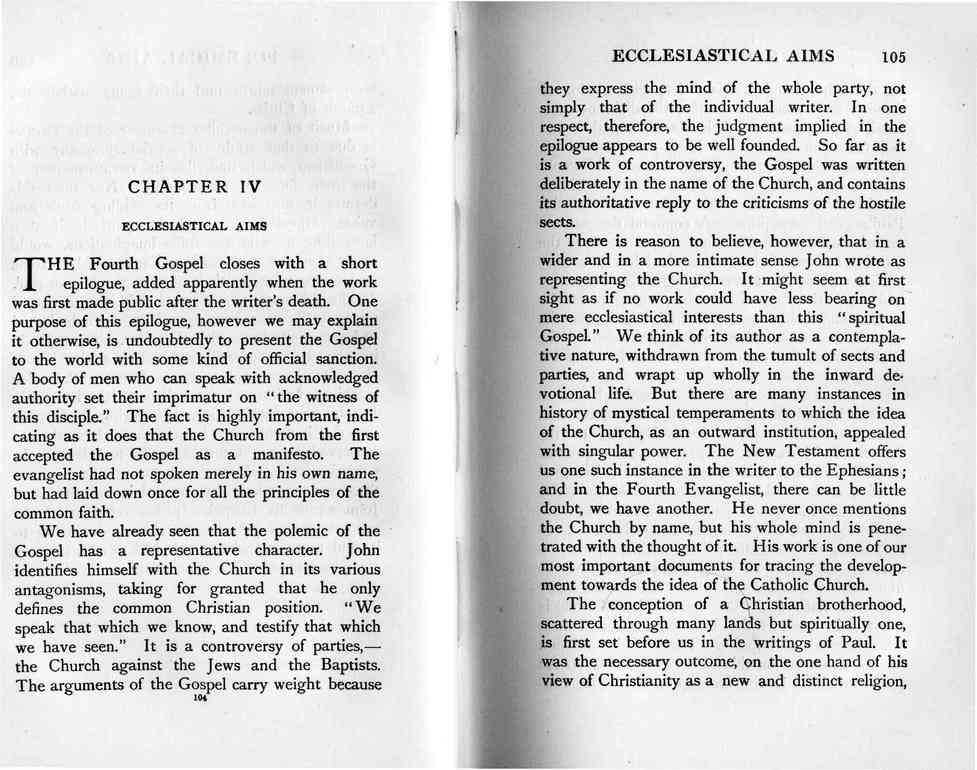 CHAPTER IV
ECCLESIASTICAL AIMS
THE Fourth Gospel closes with a short
epilogue, added apparently when the work
was first made public after the writer's death. One
purpose of this epilogue, however we may explain
it otherwise, is undoubtedly to present the Gospel
to the world with some kind of official sanction.
A body of men who can speak with acknowledged
authority set their imprimatur on "the witness of
this disciple." The fact is highly important, indi-
cating as it does that the Church from the first
accepted the Gospel as a manifesto. The
evangelist had not spoken merely in his own name,
but had laid down once for all the principles of the
common faith.
We have already seen that the polemic of the
Gospel has a representative character. John
identifies himself with the Church in its various
antagonisms, taking for granted that he only
defines the common Christian position. "We
speak that which we know, and testify that which
we have seen." It is a controversy of parties,—
the Church against the Jews and the Baptists.
The arguments of the Gospel carry weight because
104
ECCLESIASTICAL AIMS 105
they express the mind of the whole party, not
simply that of the individual writer. In one
respect, therefore, the judgment implied in the
epilogue appears to be well founded. So far as it
is a work of controversy, the Gospel was written
deliberately in the name of the Church, and contains
its authoritative reply to the criticisms of the hostile
sects.
There is reason to believe, however, that in a
wider and in a more intimate sense John wrote as
representing the Church. It might seem at first
sight as if no work could have less bearing on
mere ecclesiastical interests than this "spiritual
Gospel." We think of its author as a contempla-
tive nature, withdrawn from the tumult of sects and
parties, and wrapt up wholly in the inward de-
votional life. But there are many instances in
history of mystical temperaments to which the idea
of the Church, as an outward institution, appealed
with singular power. The New Testament offers
us one such instance in the writer to the Ephesians;
and in the Fourth Evangelist, there can be little
doubt, we have another. He never once mentions
the Church by name, but his whole mind is pene-
trated with the thought of it. His work is one of our
most important documents for tracing the develop-
ment towards the idea of the Catholic Church.
The conception of a Christian brotherhood,
scattered through many lands but spiritually one,
is first set before us in the writings of Paul. It
was the necessary outcome, on the one hand of his
view of Christianity as a new and distinct religion,